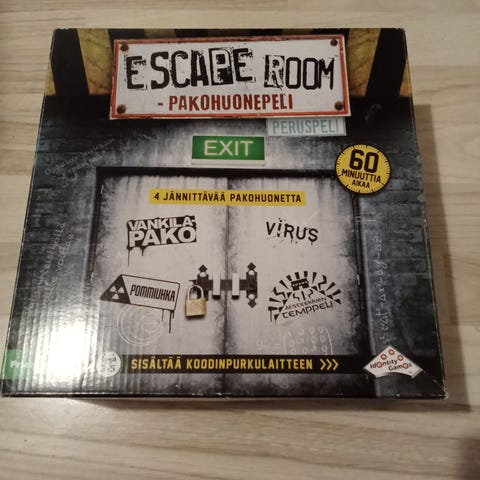 ESCAPE ROOM
- PAKOHUONEPELI
PERUSPELI
EXIT
60
MINUUTTIA
AIKAA
4 JÄNNITTÄVÄÄ PAKOHUONETTA
VANKILA-
PAKO
VIRUS
POMMIUHKA
ASTEEKKIEN
TEMPPELI
SISÄLTÄÄ KOODINPURKULAITTEEN >>>
Identity
Games